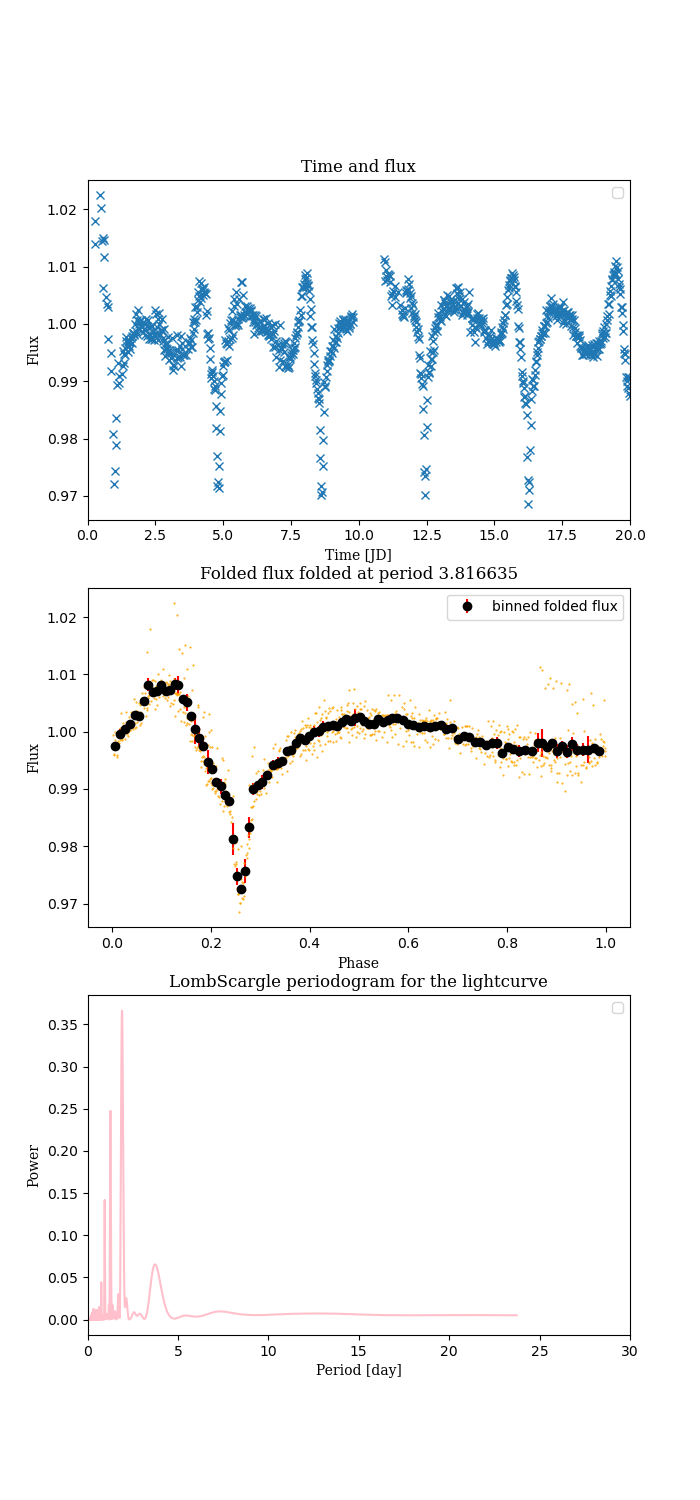 Time and flux
1.02
1.01
1.00
0.99
0.98
0.97
Flux
0.0 2.5 5.0 7.5 10.0 12.5 15.0 17.5 20.0
Time [JD]
Folded flux folded at period 3.816635
binned folded flux
1.02
1.01
1.00
0.99
0.98
0.97
Flux
0.0 0.2 0.4 0.6 0.8 1.0
Phase
LombScargle periodogram for the lightcurve
0.35
0.30
0.25
0.20
0.15
0.10
0.05
0.00
Power
0 5 10 15 20 25 30
Period [day]